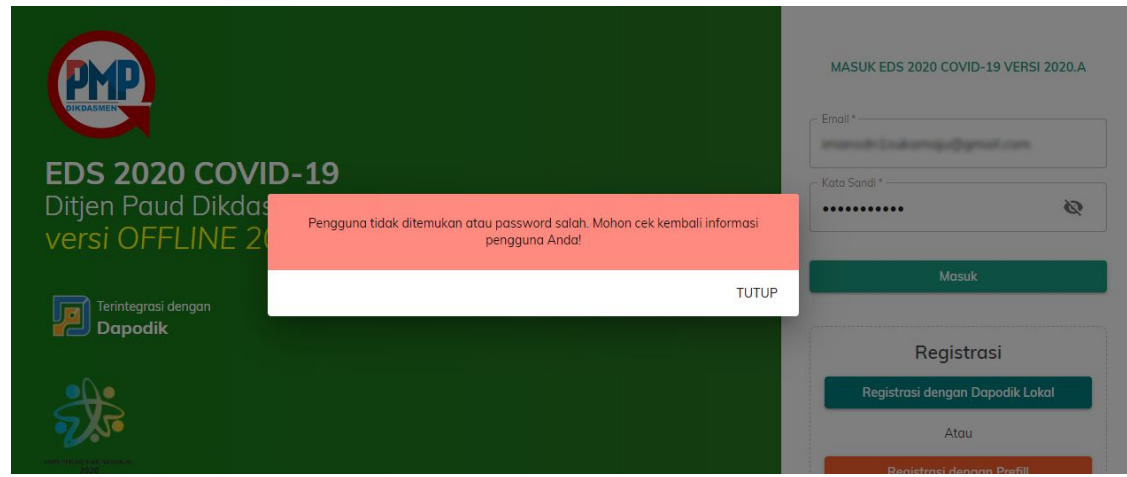 PMP
DIKDASMEN
EDS 2020 COVID-19
Ditjen Paud Dikdas
versi OFFLINE 20
Terintegrasi dengan
Dapodik
2020
Pengguna tidak ditemukan atau password salah. Mohon cek kembali informasi
pengguna Anda!
TUTUP
MASUK EDS 2020 COVID-19 VERSI 2020.A
Email *
Kata Sandi *
Masuk
Registrasi
Registrasi dengan Dapodik Lokal
Atau
Registrasi dengan Prefill